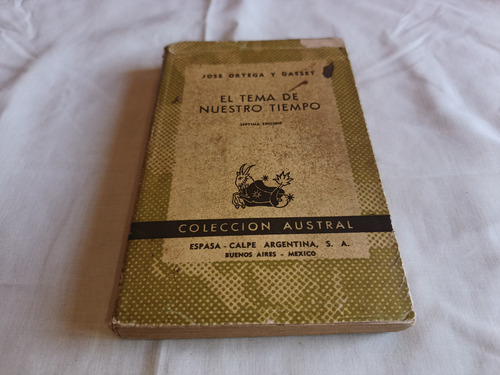 JOSE ORTEGA Y GASSET
EL TEMA DE
NUESTRO TIEMPO
SEPTIMA EDICION
COLECCION AUSTRAL
ESPASA - CALPE ARGENTINA, S. A.
BUENOS AIRES - MEXICO